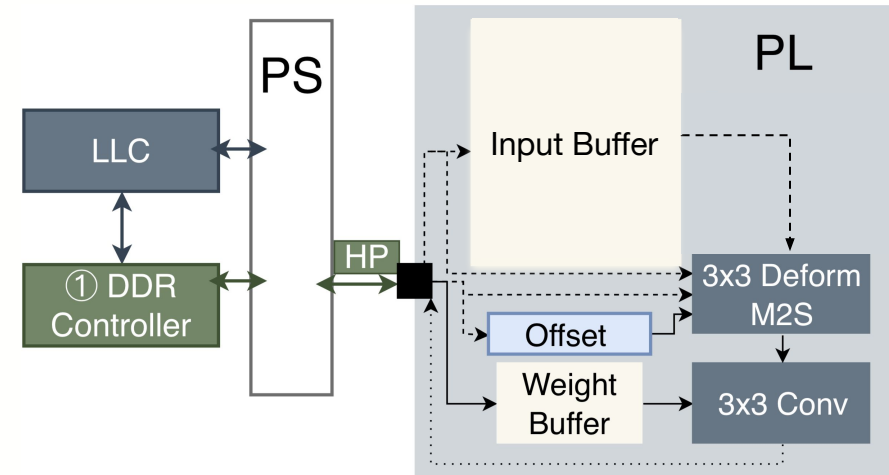 PS
PL
LLC
Input Buffer
HP
① DDR
Controller
3x3 Deform
M2S
Offset
Weight
Buffer
3x3 Conv